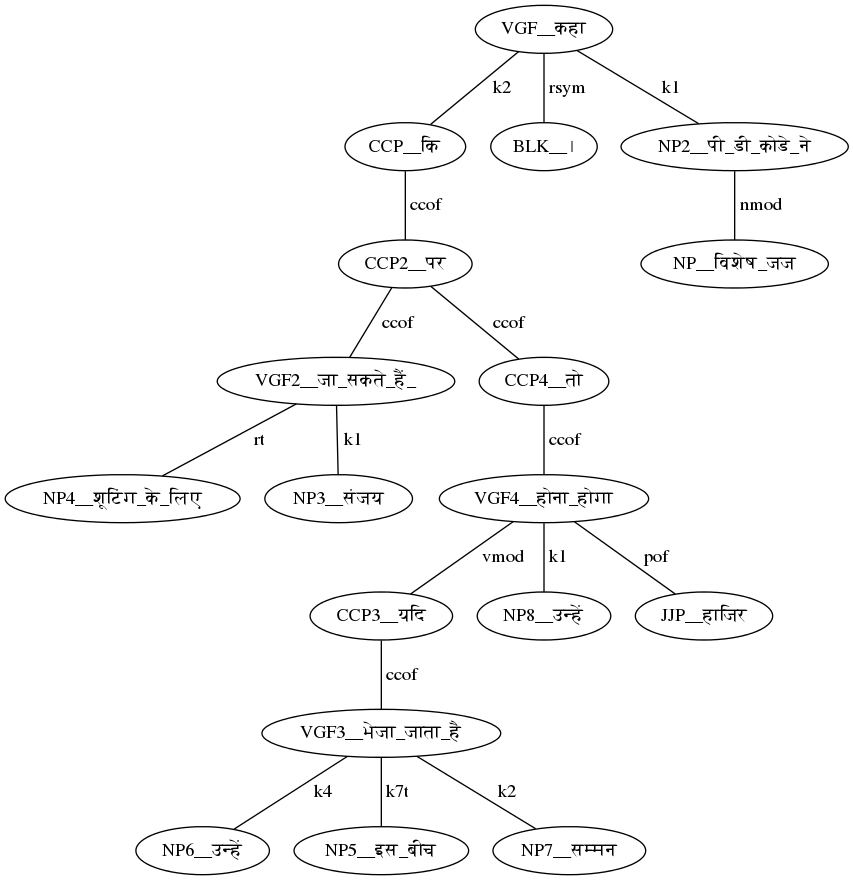 VGF__कहा
k2 rsym k1
CCP__कि BLK__। NP2__पी_डी_कोडे_ने
ccof nmod
CCP2__पर NP__विशेष_जज
ccof ccof
VGF2__जा_सकते_हैं_ CCP4__तो
rt k1 ccof
NP4__शूटिंग_के_लिए NP3__संजय VGF4__होना_होगा
vmod k1 pof
CCP3__यदि NP8__उन्हें JJP__हाजिर
ccof
VGF3__भेजा_जाता_है
k4 k7t k2
NP6__उन्हें NP5__इस_बीच NP7__सम्मन